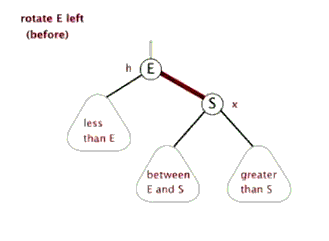 rotate E left
(before)
h
E
S
x
less
than E
between
E and S
greater
than S